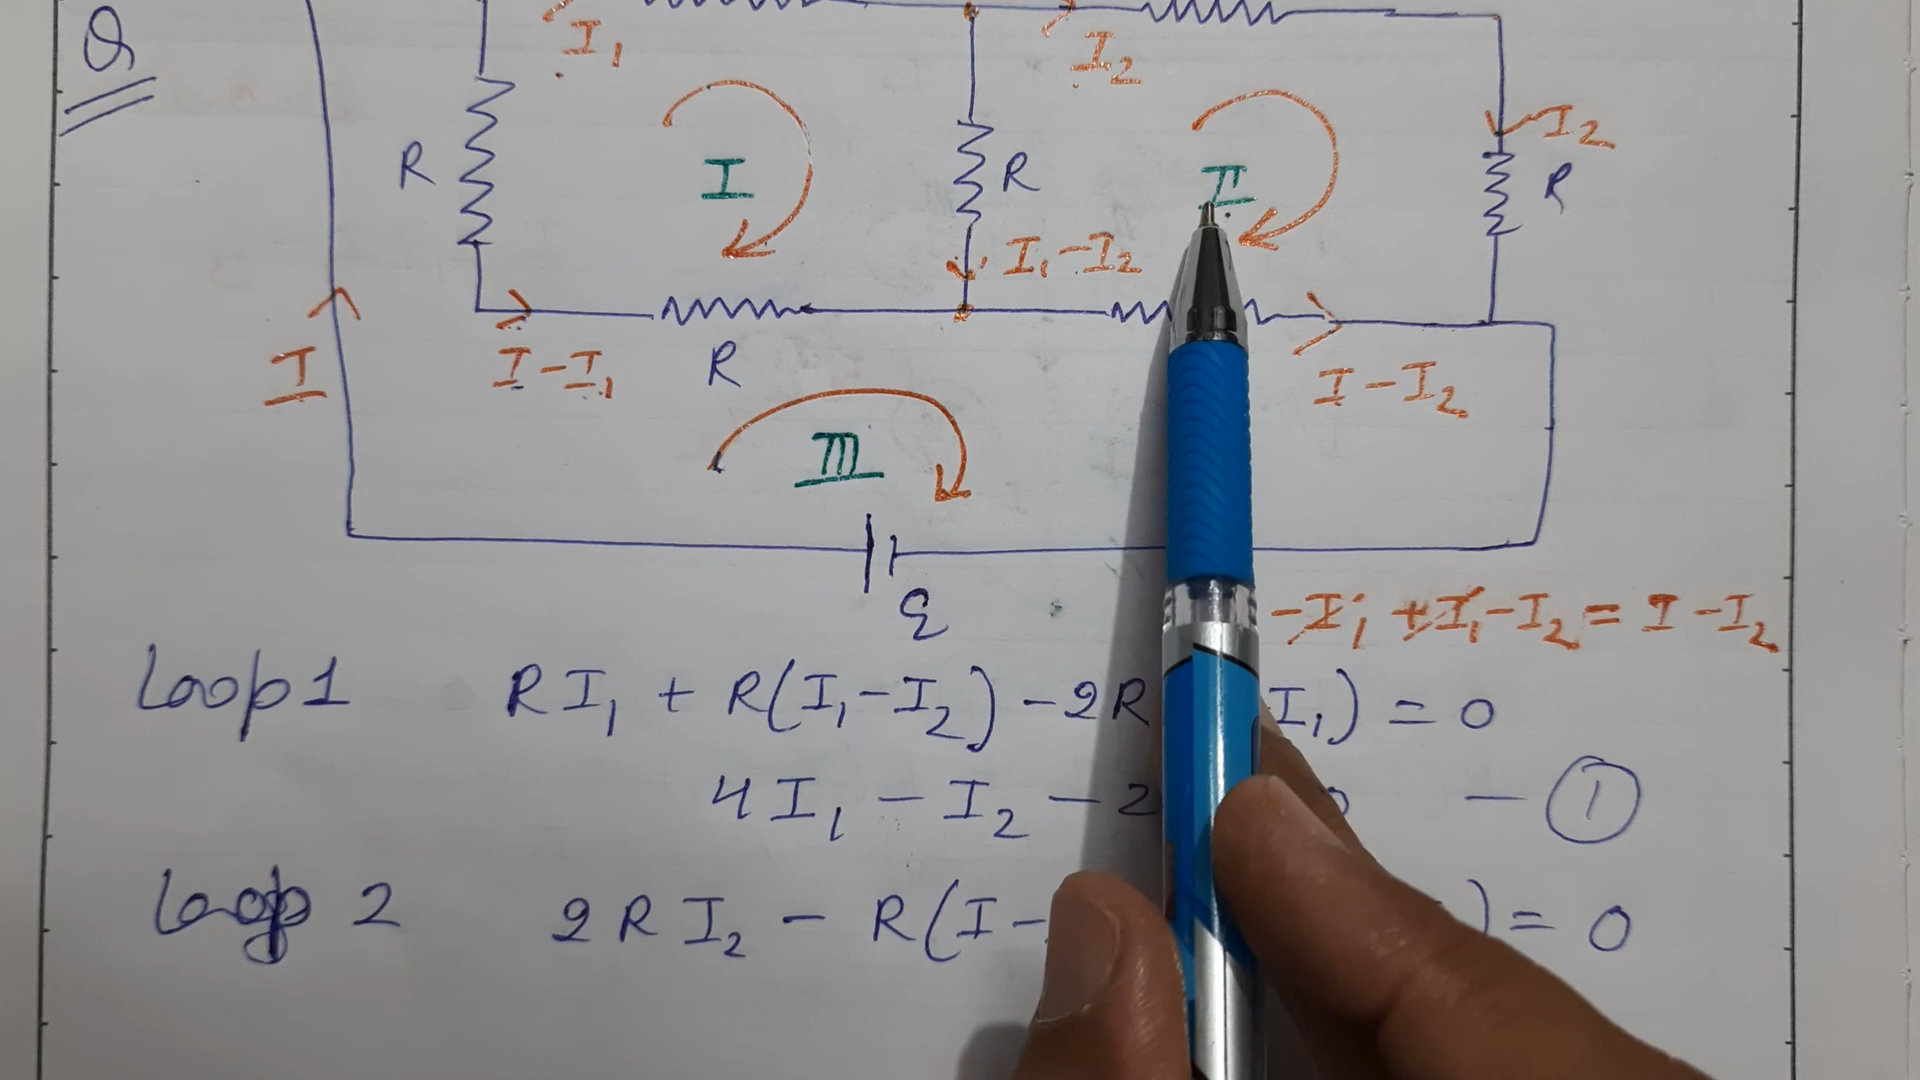 Q
I₁
I₂
I₂
R
I
R
II
R
I₁-I₂
I
I-I₁
R
I-I₂
III
ε
-I₁ +I₁-I₂ = I-I₂
Loop 1 RI₁ + R(I₁-I₂) -2R I₁) = 0
4I₁ - I₂ - 2 0 - ①
Loop 2 2RI₂ - R(I- ) = 0